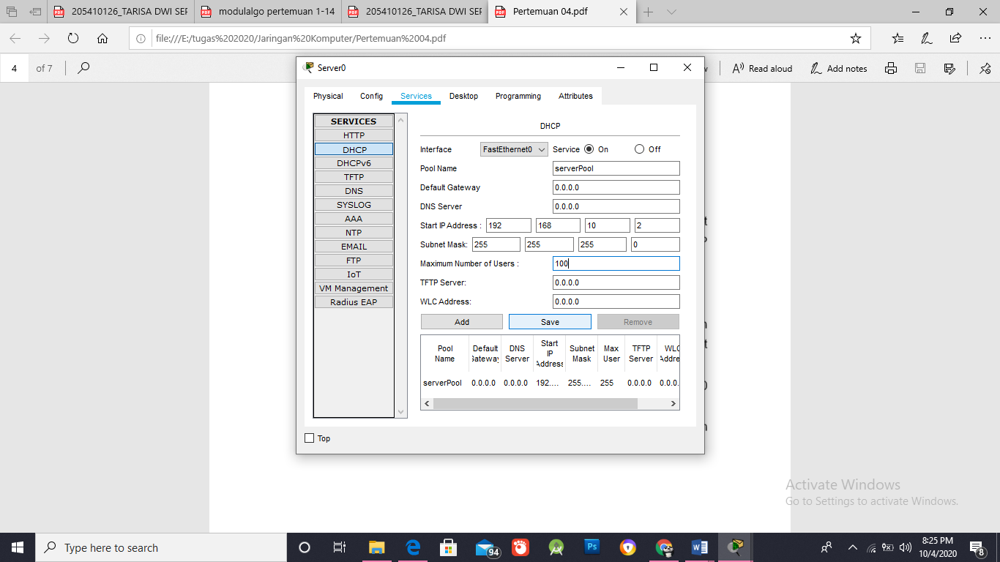 205410126_TARISA DWI SEF
modulalgo pertemuan 1-14
205410126_TARISA DWI SEF
Pertemuan 04.pdf
file:///E:/tugas%202020/Jaringan%20Komputer/Pertemuan%2004.pdf
4 of 7
Read aloud
Add notes
Server0
Physical Config Services Desktop Programming Attributes
SERVICES
HTTP
DHCP
DHCPv6
TFTP
DNS
SYSLOG
AAA
NTP
EMAIL
FTP
IoT
VM Management
Radius EAP
DHCP
Interface FastEthernet0 Service On Off
Pool Name serverPool
Default Gateway 0.0.0.0
DNS Server 0.0.0.0
Start IP Address : 192 168 10 2
Subnet Mask: 255 255 255 0
Maximum Number of Users : 100
TFTP Server: 0.0.0.0
WLC Address: 0.0.0.0
Add Save Remove
Pool Name Default Gateway DNS Server Start IP Address Subnet Mask Max User TFTP Server WLC Addre
serverPool 0.0.0.0 0.0.0.0 192.... 255.... 255 0.0.0.0 0.0.0.
Top
Activate Windows
Go to Settings to activate Windows.
Type here to search
94
Ps
8:25 PM
10/4/2020
8